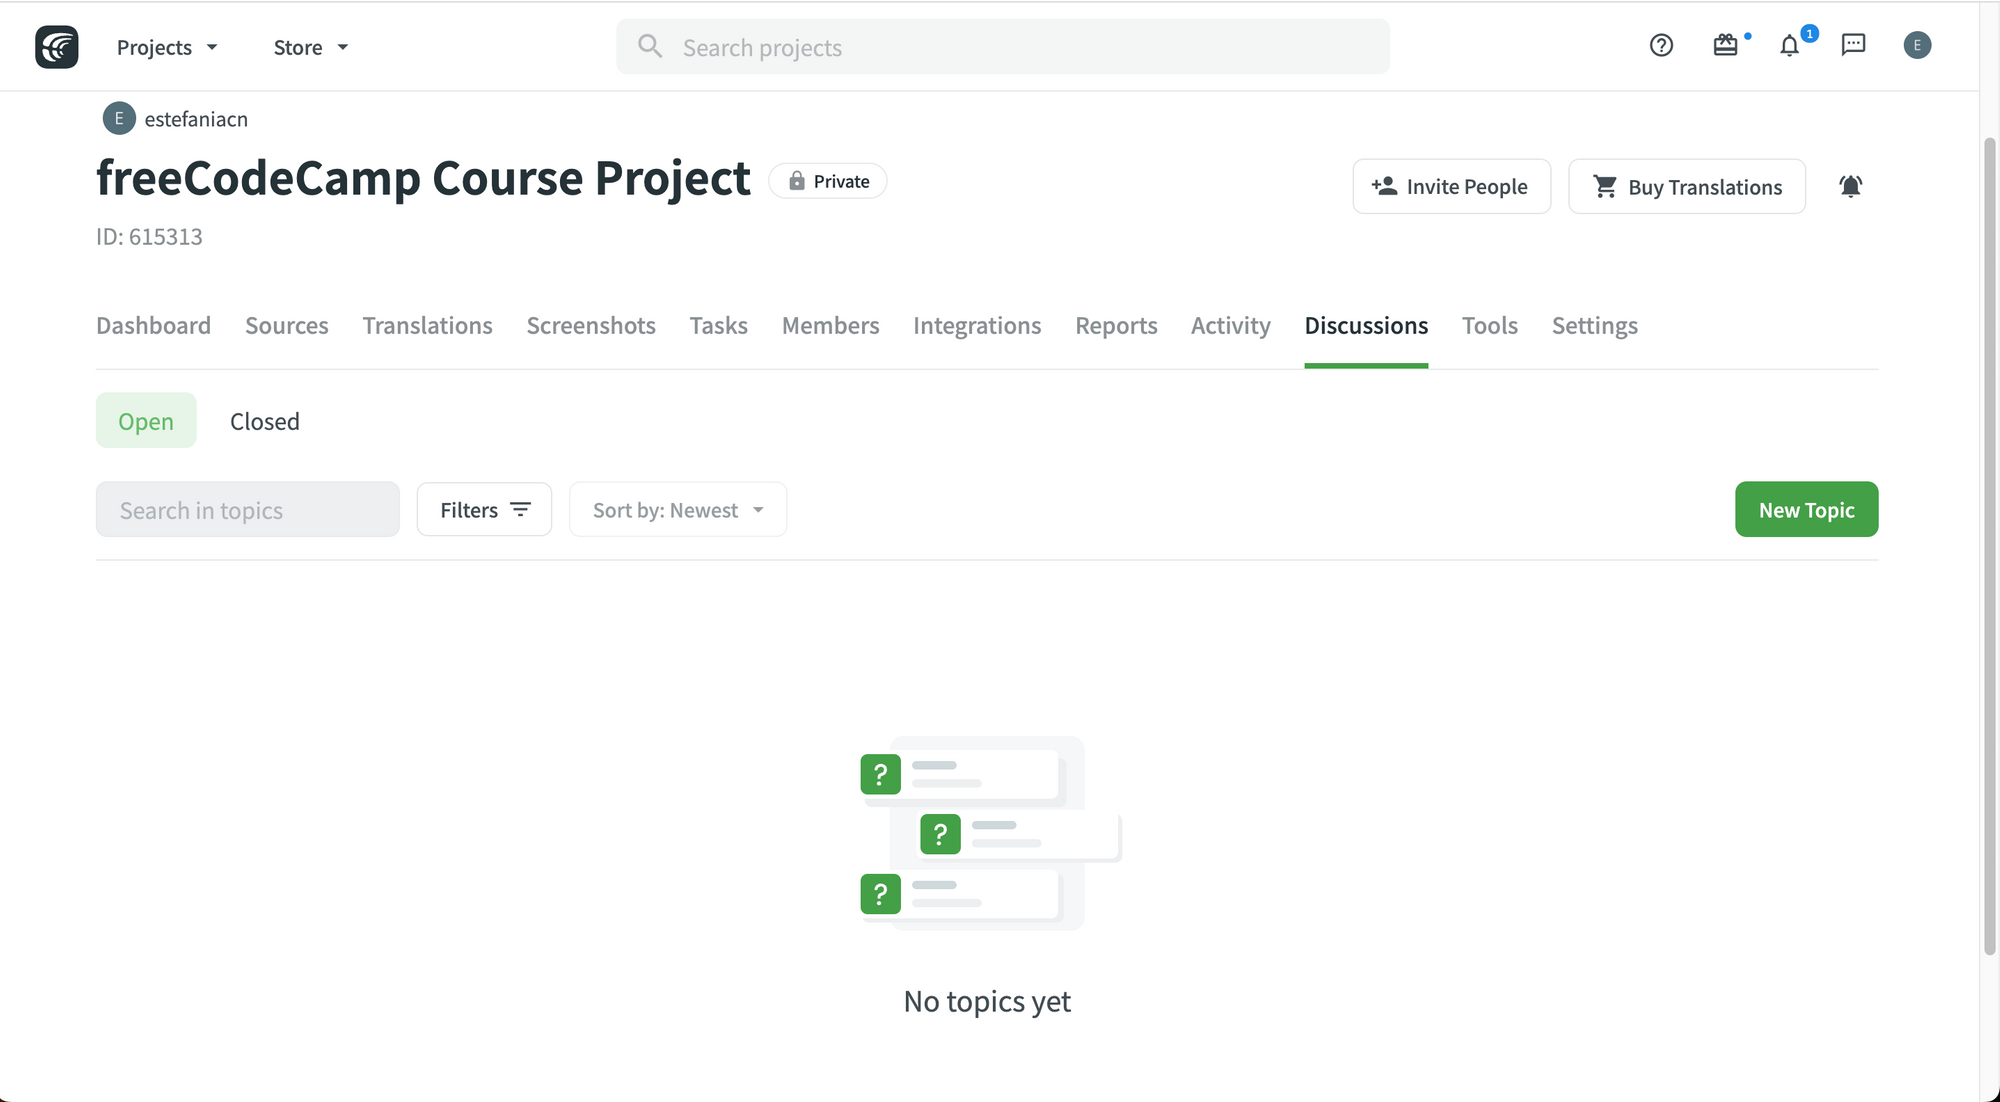 Projects Store Search projects 1 E
E estefaniacn
freeCodeCamp Course Project Private Invite People Buy Translations
ID: 615313
Dashboard Sources Translations Screenshots Tasks Members Integrations Reports Activity Discussions Tools Settings
Open Closed
Search in topics Filters Sort by: Newest New Topic
?
?
?
No topics yet